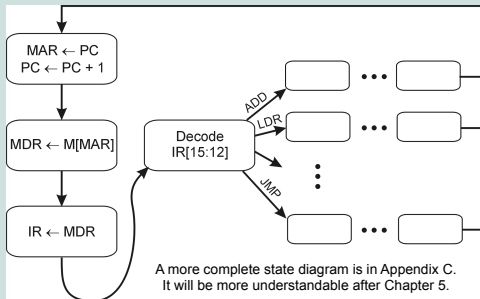 MAR ← PC
PC ← PC + 1
MDR ← M[MAR]
IR ← MDR
Decode
IR[15:12]
ADD
LDR
JMP
A more complete state diagram is in Appendix C.
It will be more understandable after Chapter 5.